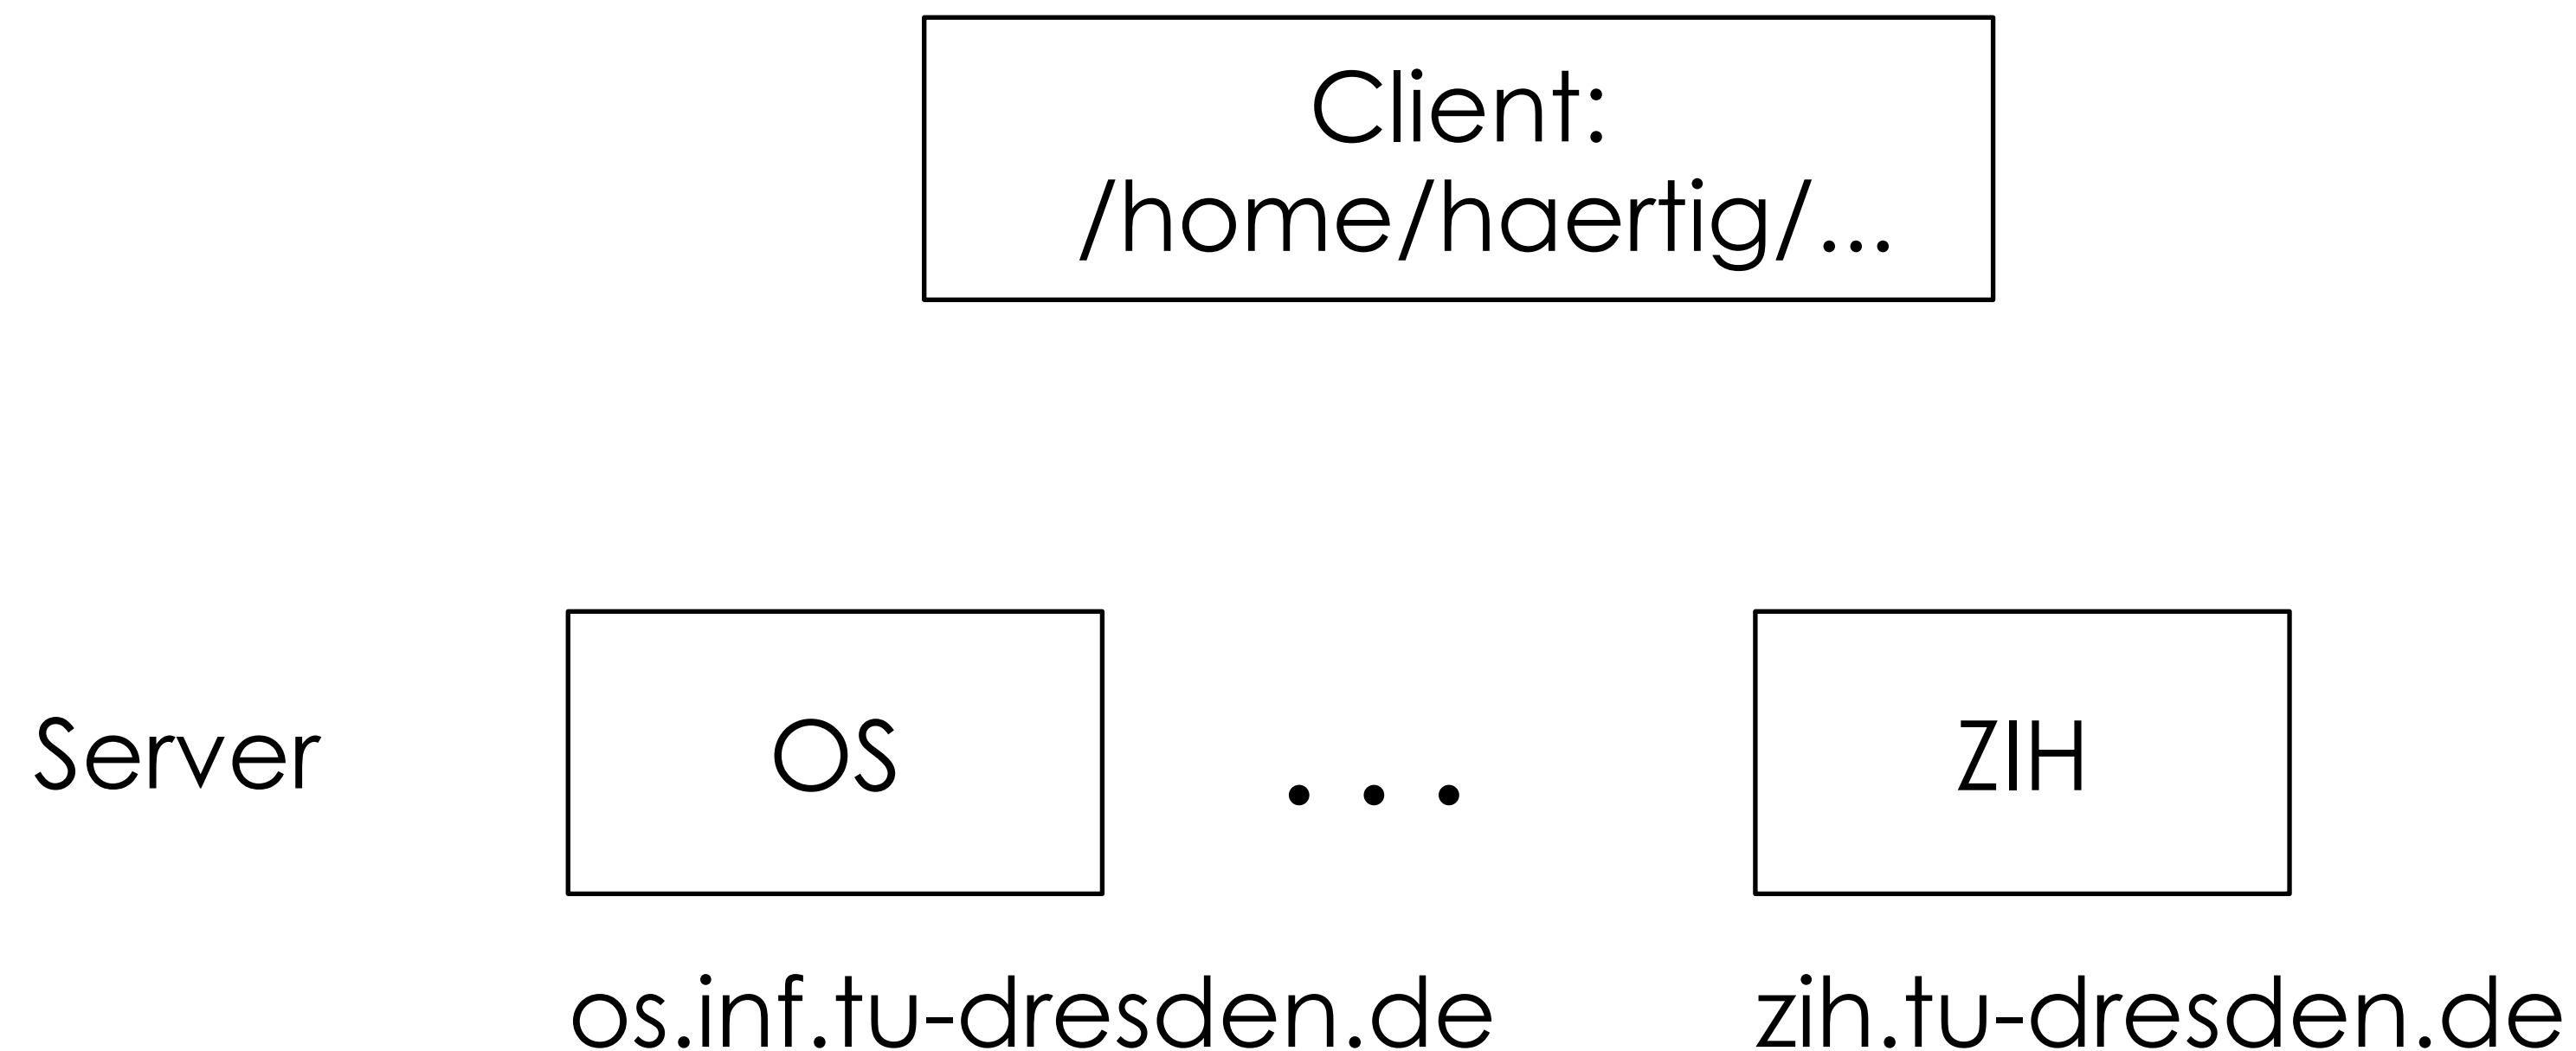 Client:
/home/haertig/...
Server
OS
...
ZIH
os.inf.tu-dresden.de
zih.tu-dresden.de